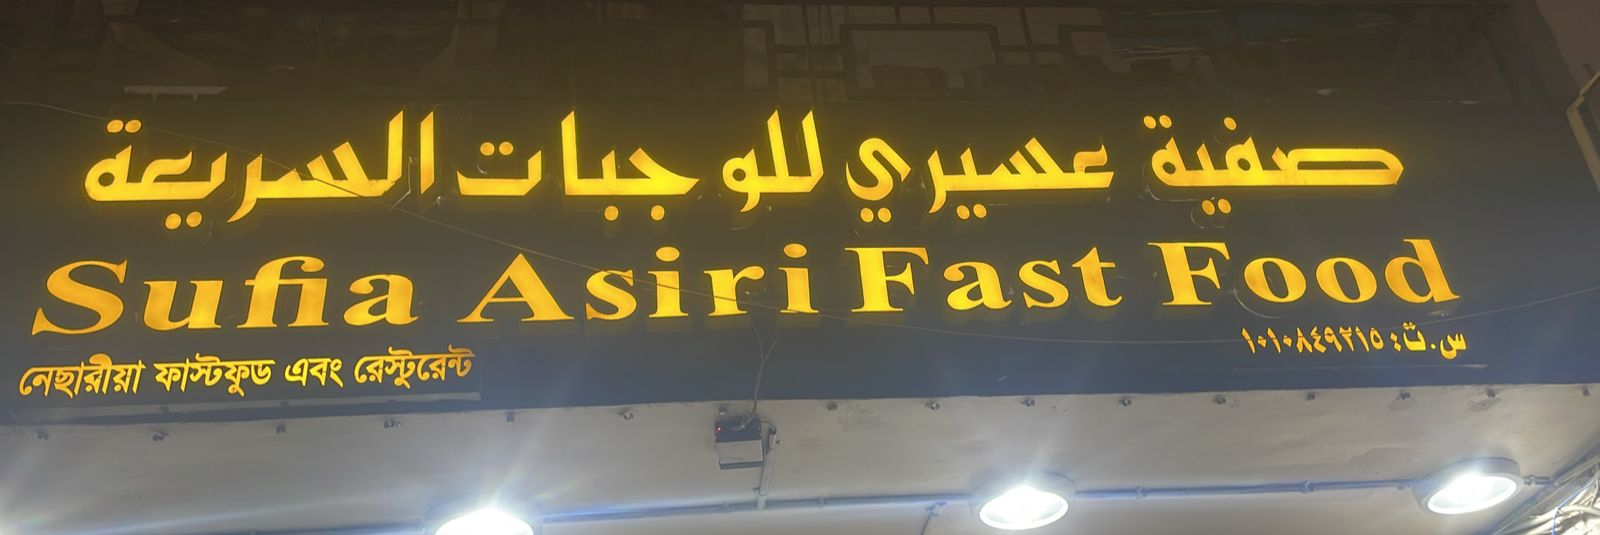 صفية عسيري للوجبات السريعة
Sufia Asiri Fast Food
س.ت: ١٠١٠٨٤٩٢١٥
নেছারীয়া ফাস্টফুড এবং রেস্টুরেন্ট